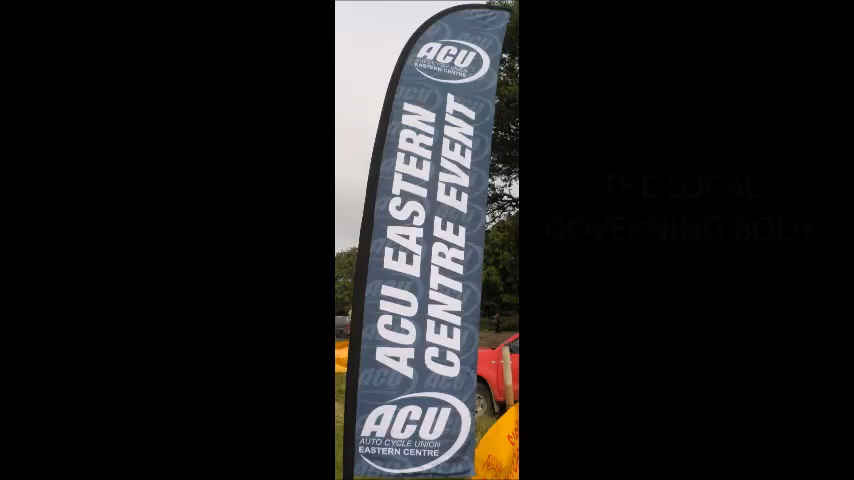 ACU
AUTO CYCLE UNION
EASTERN CENTRE
ACU EASTERN
CENTRE EVENT
ACU
AUTO CYCLE UNION
EASTERN CENTRE
THE LOCAL
GOVERNING BODY